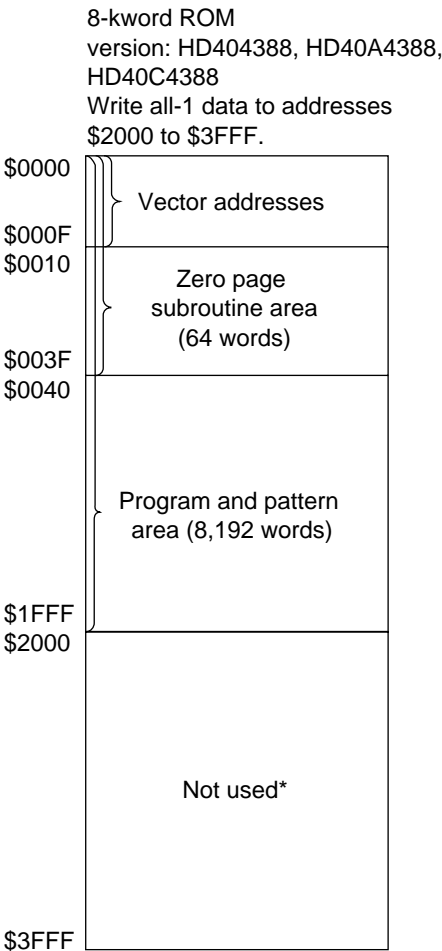 8-kword ROM
version: HD404388, HD40A4388,
HD40C4388
Write all-1 data to addresses
$2000 to $3FFF.
$0000
Vector addresses
$000F
$0010
Zero page
subroutine area
(64 words)
$003F
$0040
Program and pattern
area (8,192 words)
$1FFF
$2000
Not used*
$3FFF